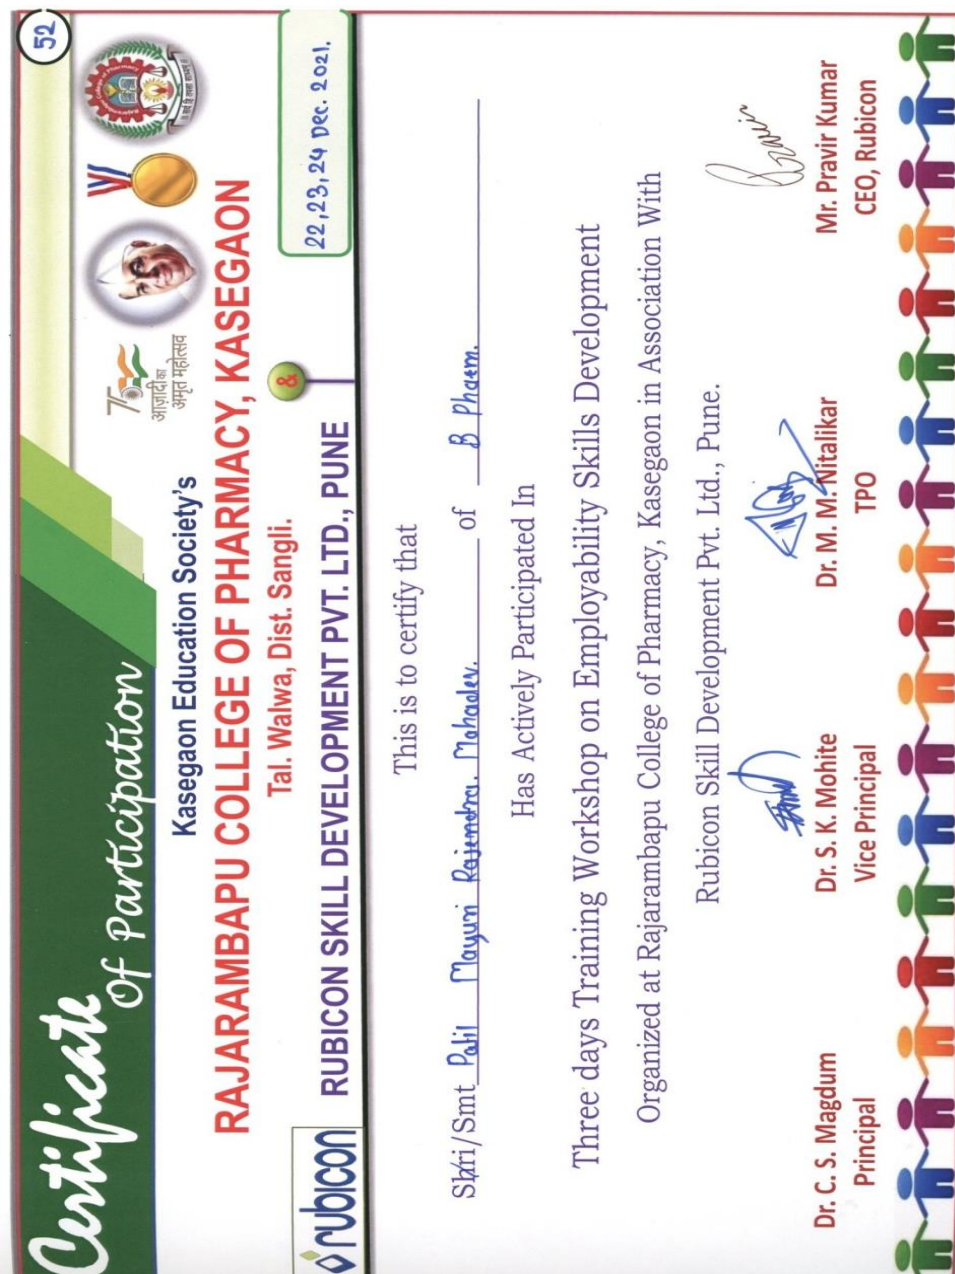 52
Certificate
Of Participation
आज़ादी का
अमृत महोत्सव
Kasegaon Education Society's
RAJARAMBAPU COLLEGE OF PHARMACY, KASEGAON
Tal. Walwa, Dist. Sangli.
&
rubicon
RUBICON SKILL DEVELOPMENT PVT. LTD., PUNE
22,23,24 Dec. 2021.
This is to certify that
Shri/Smt Patil Mayuri Rajendra. Mahadev. of B Pharm.
Has Actively Participated In
Three days Training Workshop on Employability Skills Development
Organized at Rajarambapu College of Pharmacy, Kasegaon in Association With
Rubicon Skill Development Pvt. Ltd., Pune.
Dr. C. S. Magdum
Principal
Dr. S. K. Mohite
Vice Principal
Dr. M. M. Nitalikar
TPO
Mr. Pravir Kumar
CEO, Rubicon